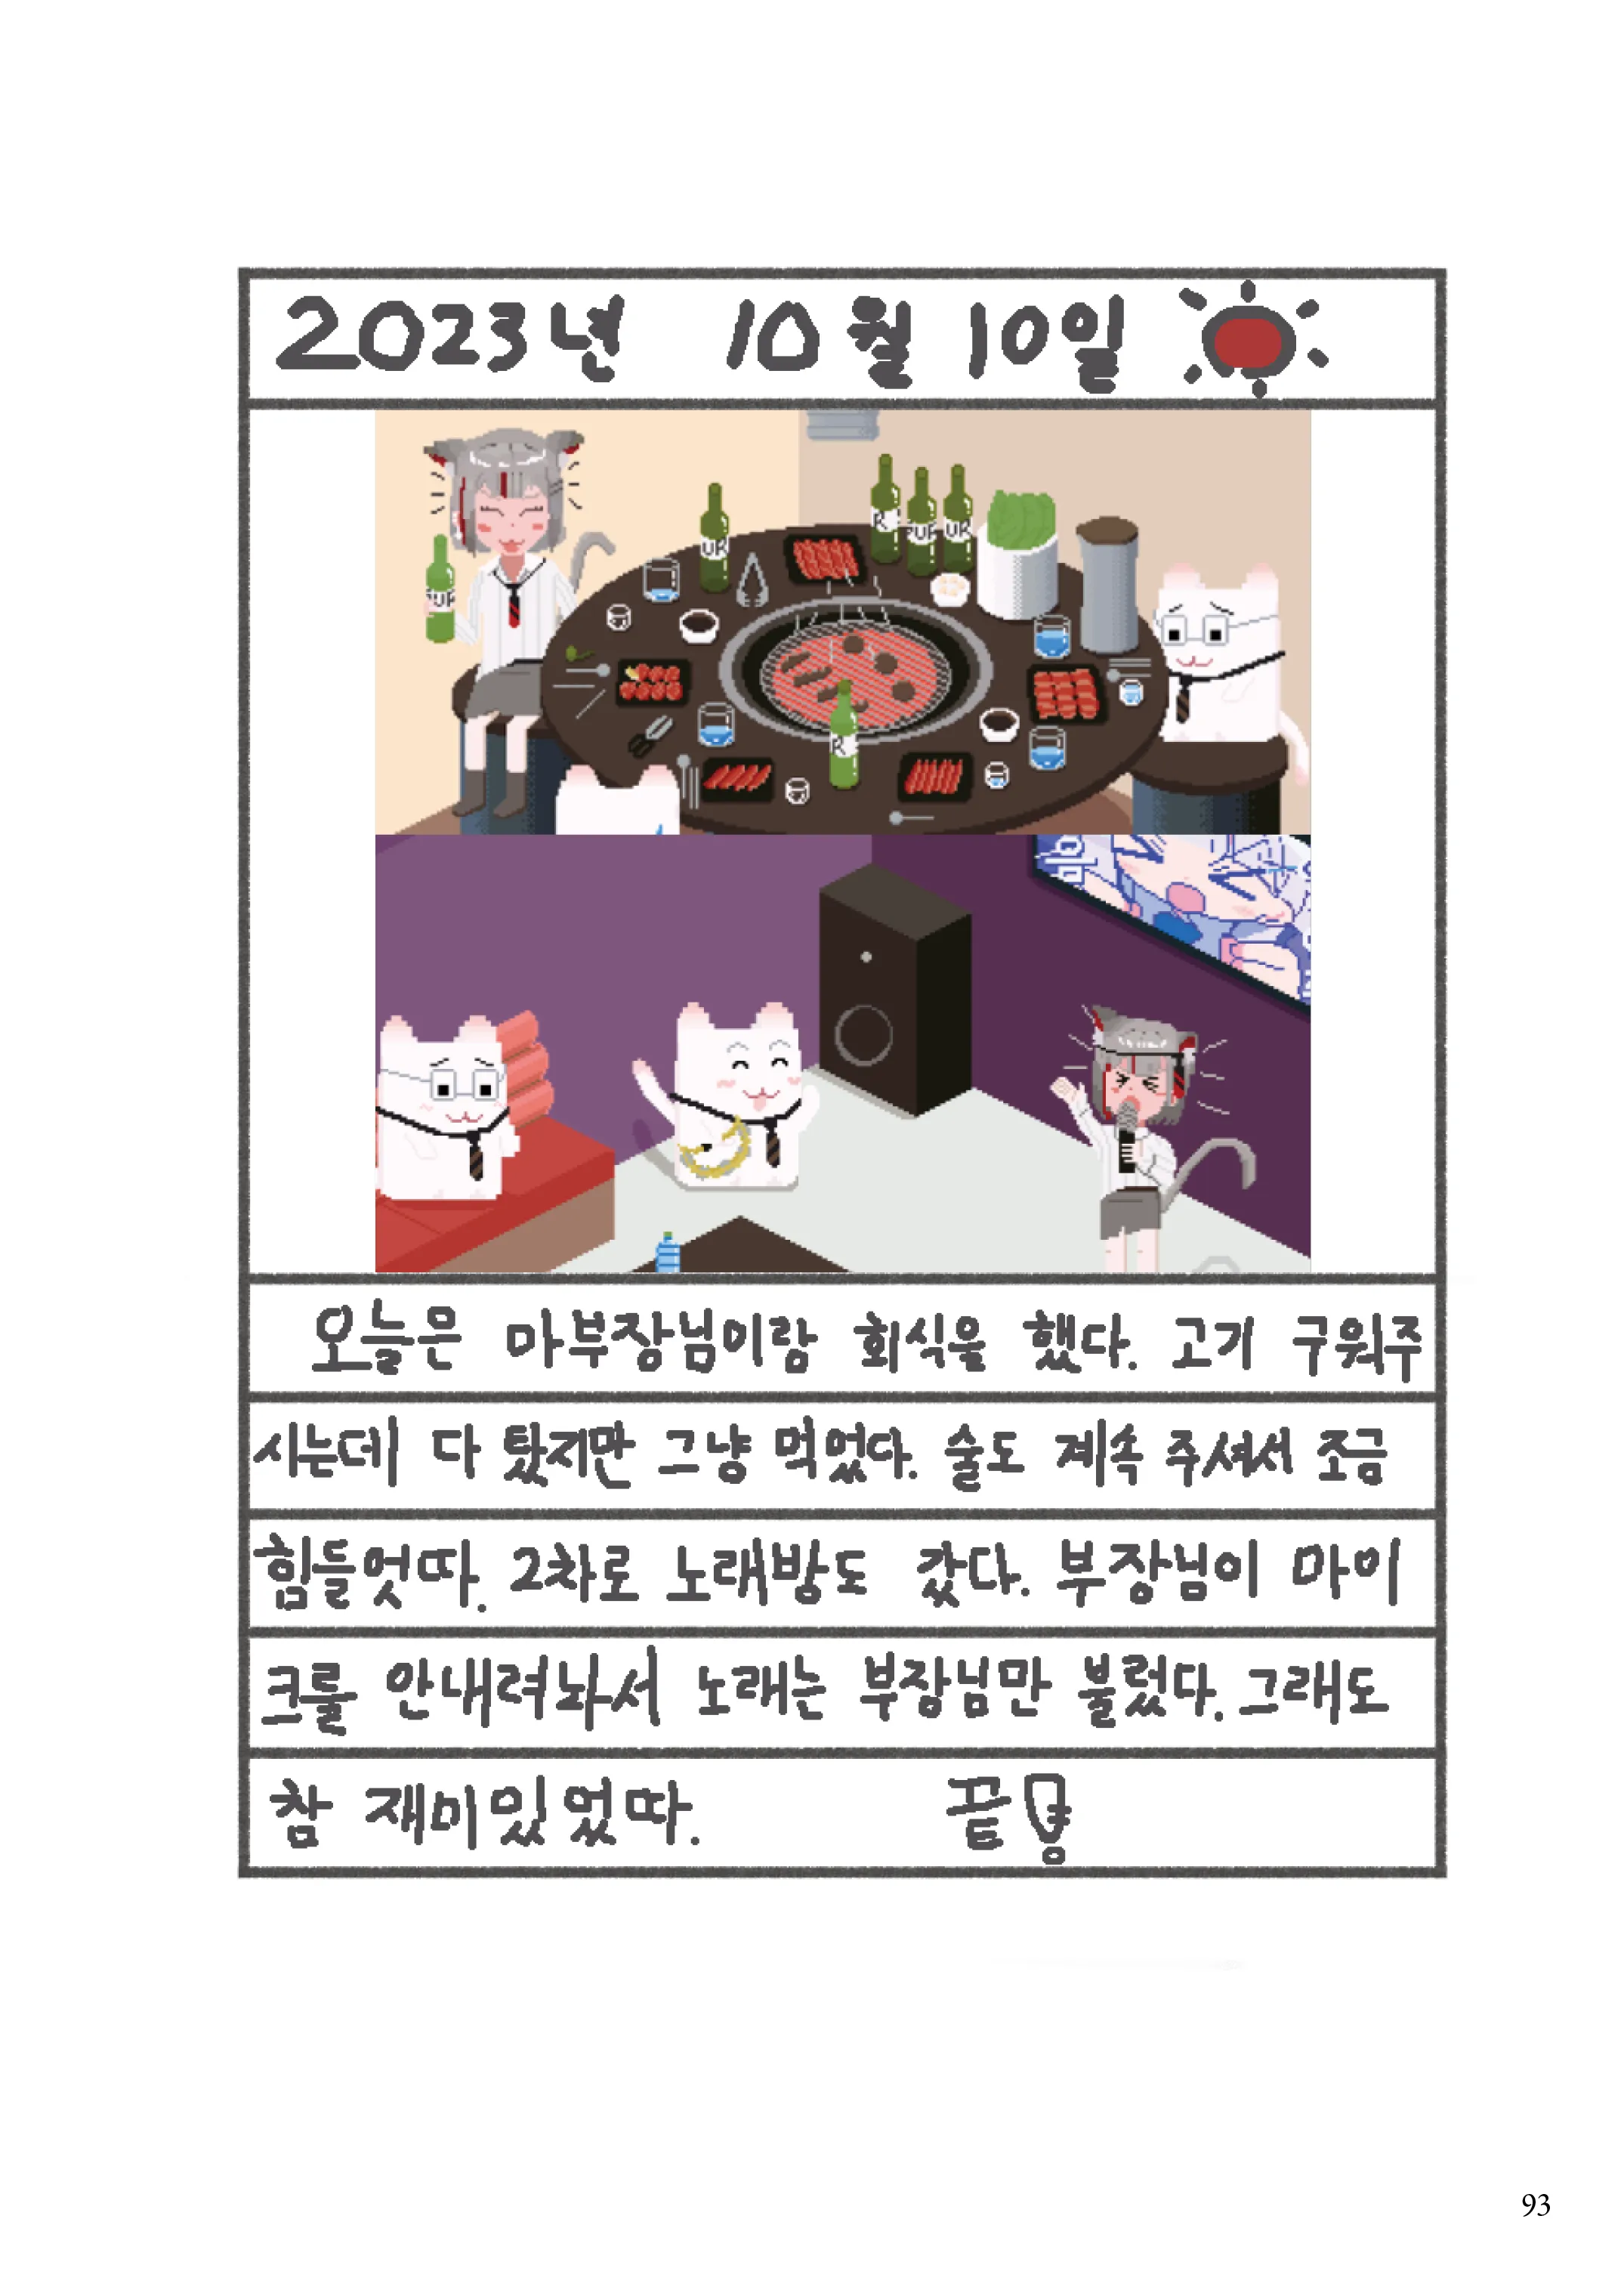 2023년 10월 10일
UR
R
PUR
UR
PUR
R
오늘은 마부장님이랑 회식을 했다. 고기 구워주
시는데 다 탔지만 그냥 먹었다. 술도 계속 주셔서 조금
힘들엇따. 2차로 노래방도 갔다. 부장님이 마이
크룰 안내려놔서 노래는 부장님만 불렀다. 그래도
참 재미있었따. 끝
93